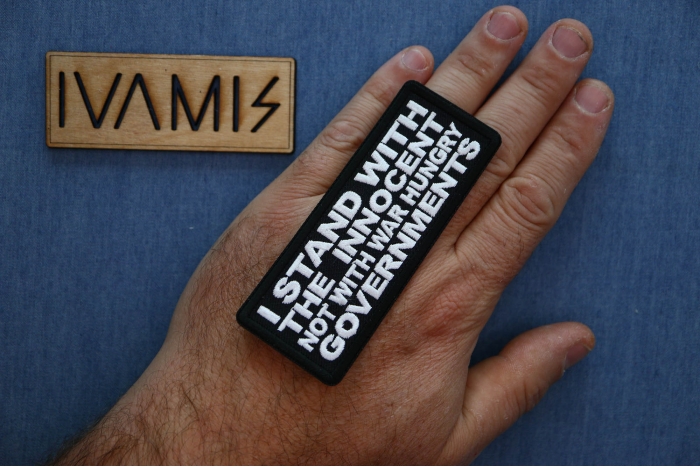 IVAMIS
I STAND WITH
THE INNOCENT
NOT WITH WAR HUNGRY
GOVERNMENTS